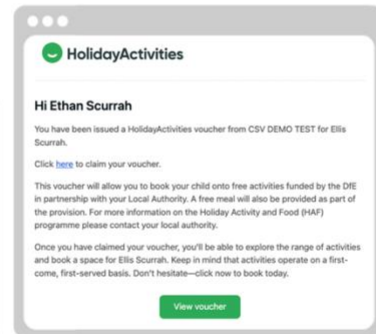 HolidayActivities
Hi Ethan Scurrah
You have been issued a HolidayActivities voucher from CSV DEMO TEST for Ellis
Scurrah.
Click here to claim your voucher.
This voucher will allow you to book your child onto free activities funded by the DfE
in partnership with your Local Authority. A free meal will also be provided as part of
the provision. For more information on the Holiday Activity and Food (HAF)
programme please contact your local authority.
Once you have claimed your voucher, you'll be able to explore the range of activities
and book a space for Ellis Scurrah. Keep in mind that activities operate on a first-
come, first-served basis. Don't hesitate—click now to book today.
View voucher